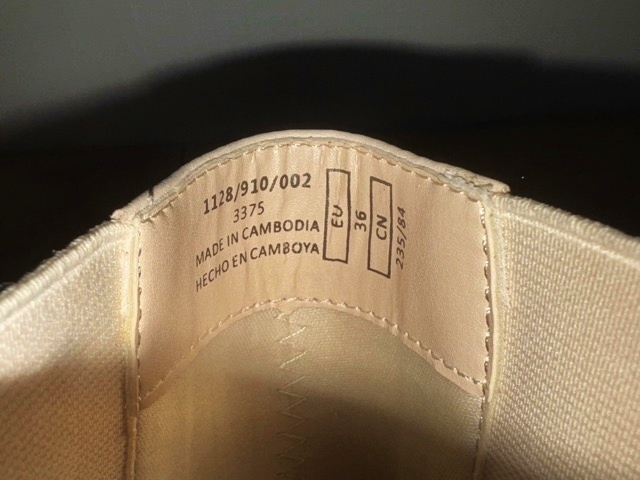 1128/910/002
3375
MADE IN CAMBODIA
HECHO EN CAMBOYA
EU
36
CN
235/84